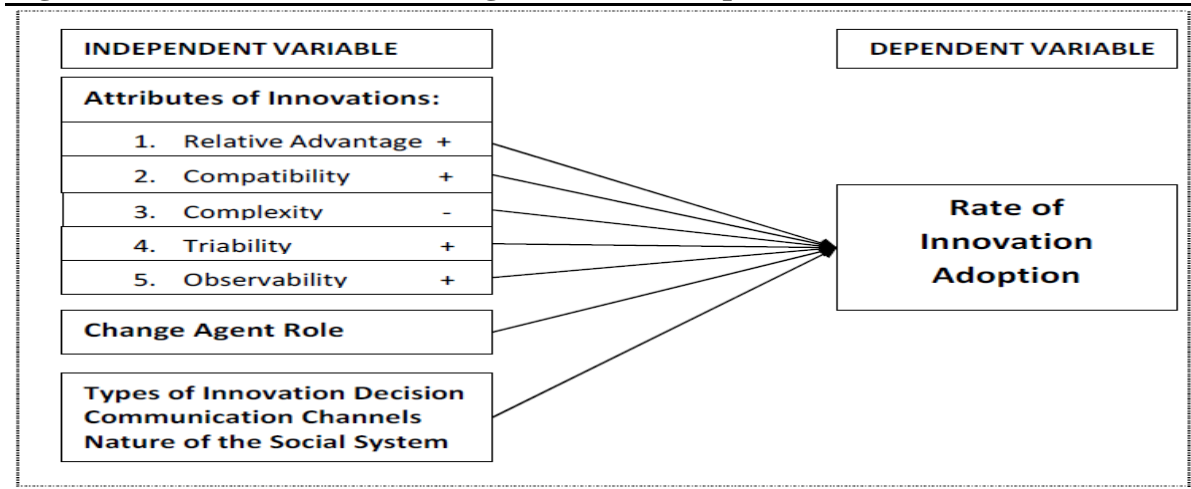 INDEPENDENT VARIABLE
DEPENDENT VARIABLE
Attributes of Innovations:
1. Relative Advantage +
2. Compatibility +
3. Complexity -
4. Triability +
5. Observability +
Change Agent Role
Types of Innovation Decision
Communication Channels
Nature of the Social System
Rate of
Innovation
Adoption